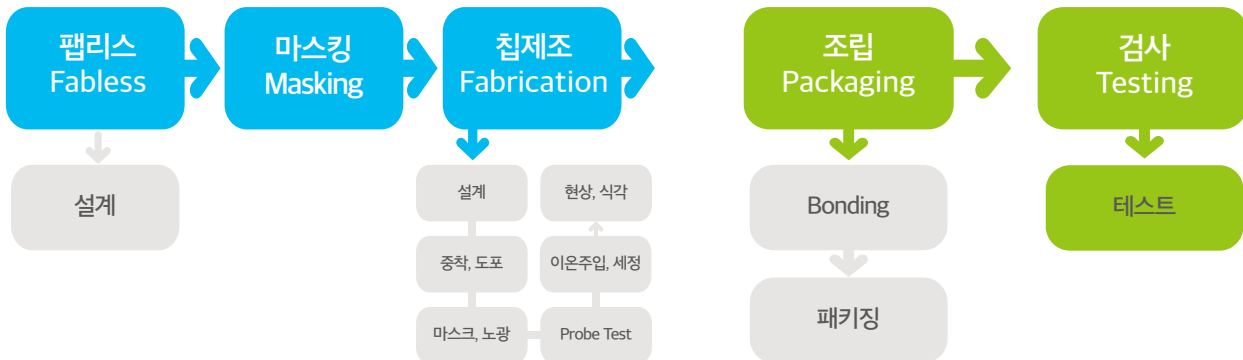 팹리스
Fabless
마스킹
Masking
칩제조
Fabrication
조립
Packaging
검사
Testing
설계
설계
현상, 식각
Bonding
테스트
중착, 도포
이온주입, 세정
패키징
마스크, 노광
Probe Test